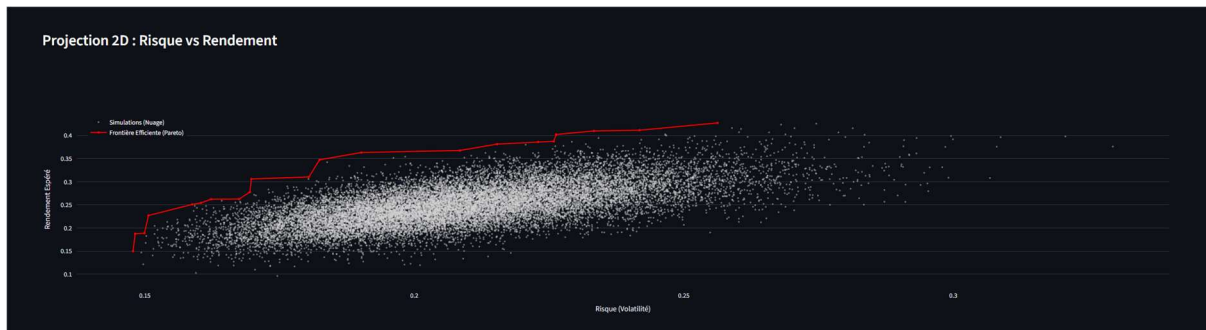 Projection 2D : Risque vs Rendement
Simulations (Nuage)
Frontière Efficiente (Pareto)
0.4
0.35
0.3
0.25
0.2
0.15
0.1
Rendement Espéré
0.15
0.2
0.25
0.3
Risque (Volatilité)